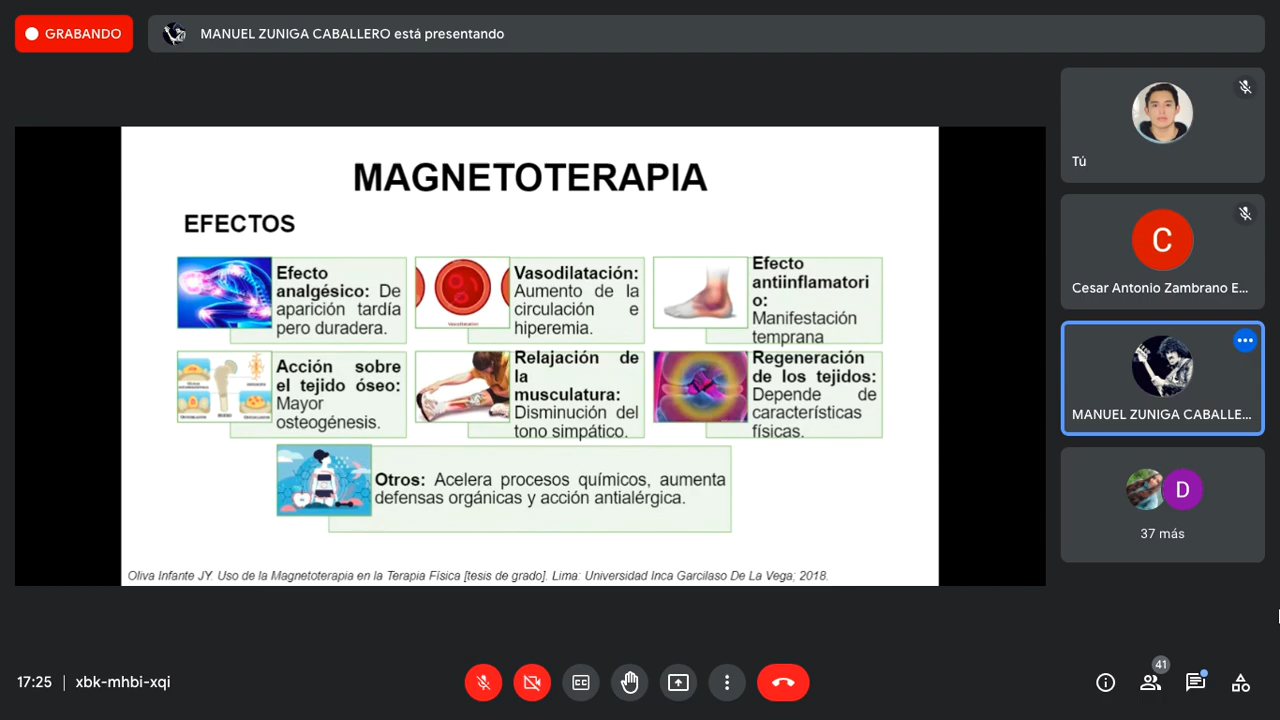 GRABANDO
MANUEL ZUNIGA CABALLERO está presentando
MAGNETOTERAPIA
EFECTOS
Efecto
analgésico: De
aparición tardía
pero duradera.
Vasodilatación:
Aumento de la
circulación e
hiperemia.
Efecto
antiinflamatori
o:
Manifestación
temprana
Acción sobre
el tejido óseo:
Mayor
osteogénesis.
Relajación de
la
musculatura:
Disminución del
tono simpático.
Regeneración
de los tejidos:
Depende de
características
físicas.
Otros: Acelera procesos químicos, aumenta
defensas orgánicas y acción antialérgica.
Oliva Infante JY. Uso de la Magnetoterapia en la Terapia Física [tesis de grado]. Lima: Universidad Inca Garcilaso De La Vega; 2018.
Tú
C
Cesar Antonio Zambrano E...
MANUEL ZUNIGA CABALLE...
D
37 más
17:25 | xbk-mhbi-xqi
CC
41